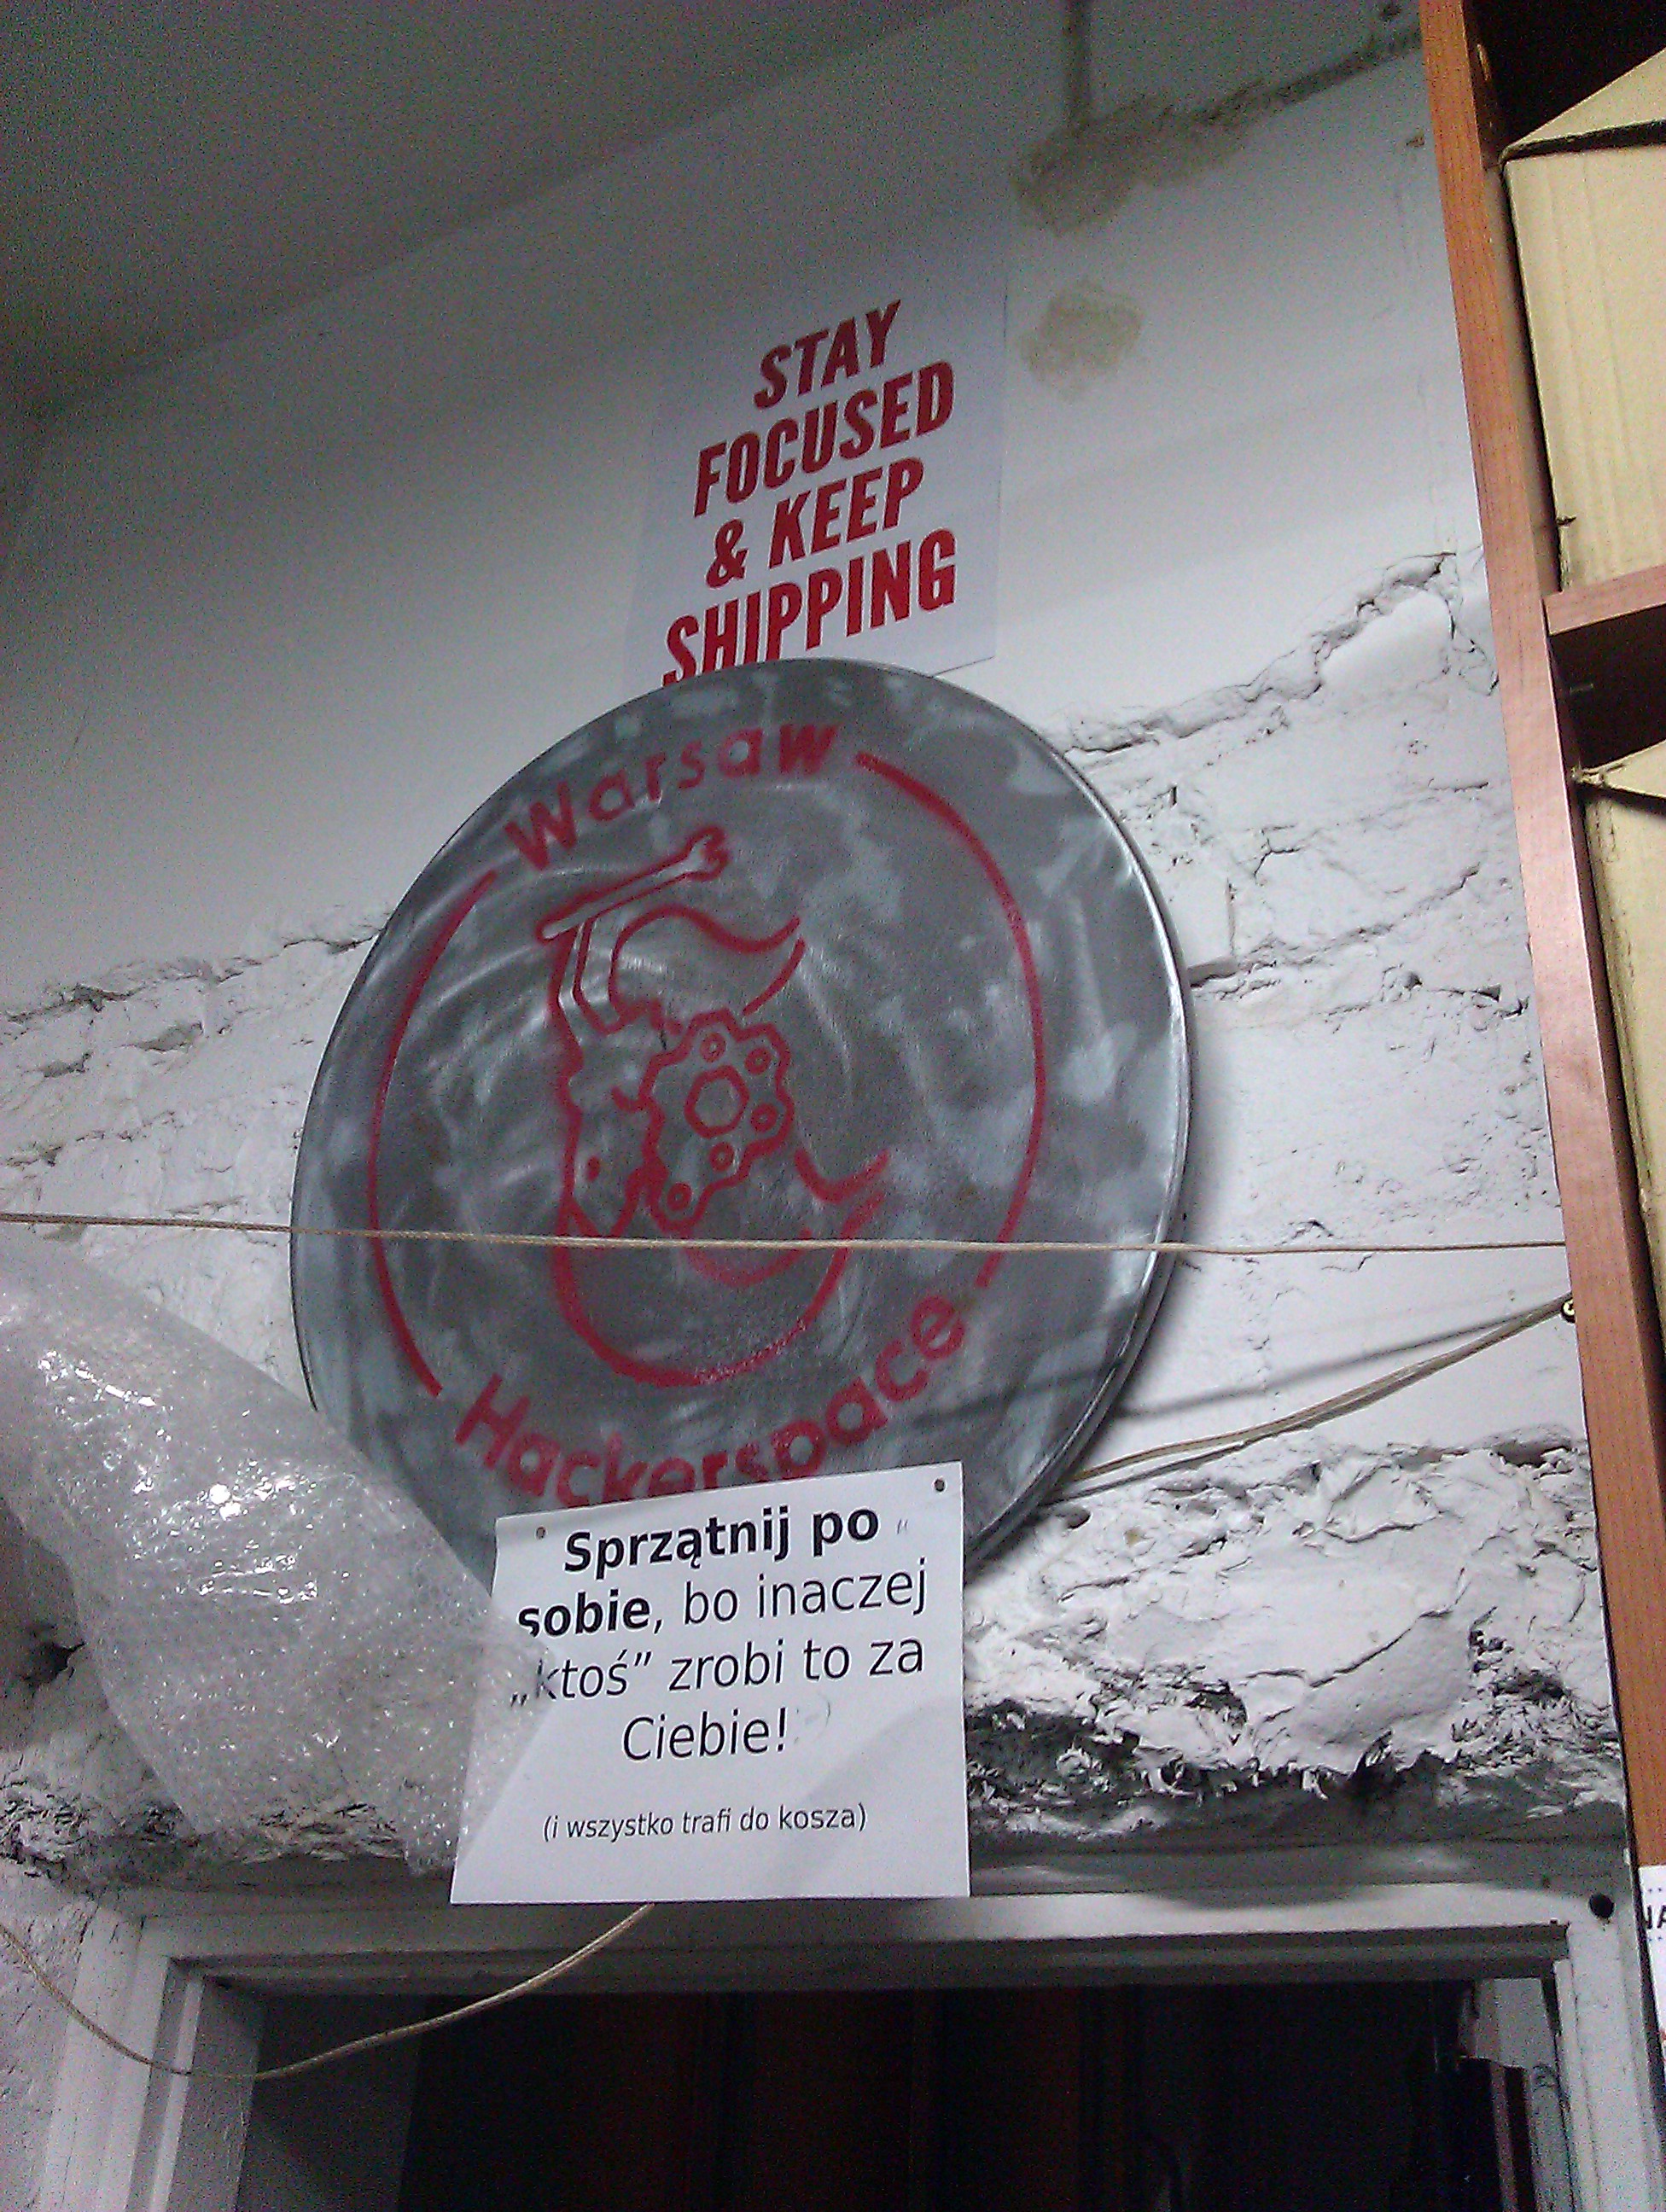 STAY
FOCUSED
& KEEP
SHIPPING
Warsaw
Hackerspace
Sprzątnij po
sobie, bo inaczej
„ktoś” zrobi to za
Ciebie!
(i wszystko trafi do kosza)